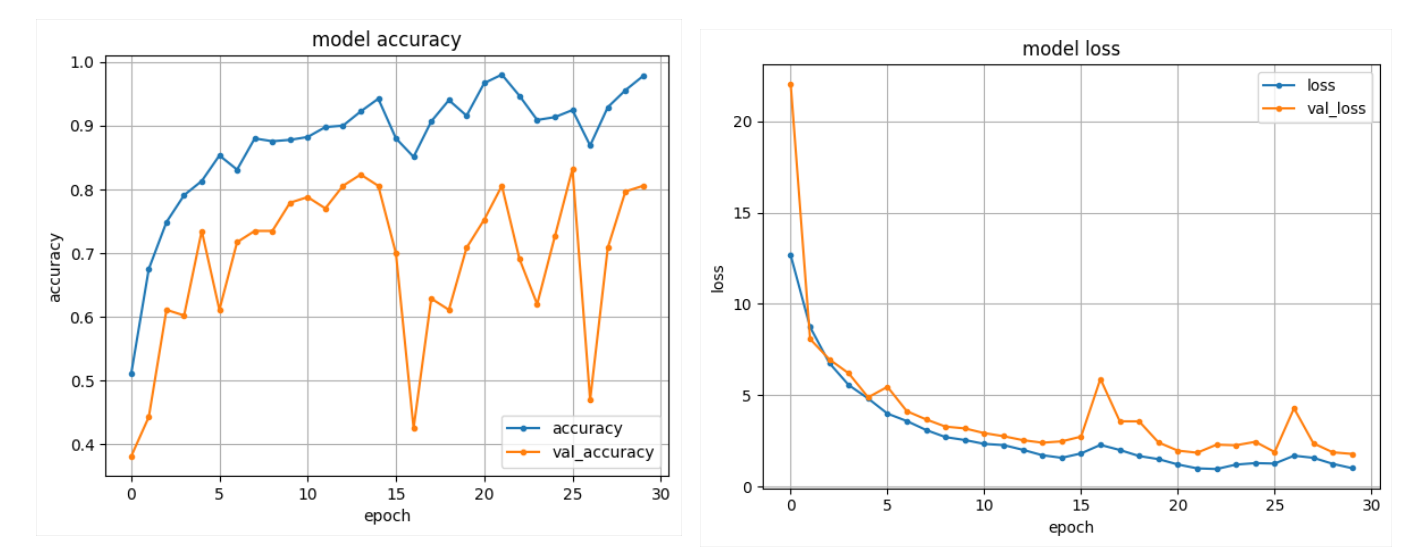 model accuracy
1.0
0.9
0.8
0.7
0.6
0.5
0.4
accuracy
accuracy
val_accuracy
0 5 10 15 20 25 30
epoch
model loss
loss
val_loss
20
15
10
5
0
loss
0 5 10 15 20 25 30
epoch